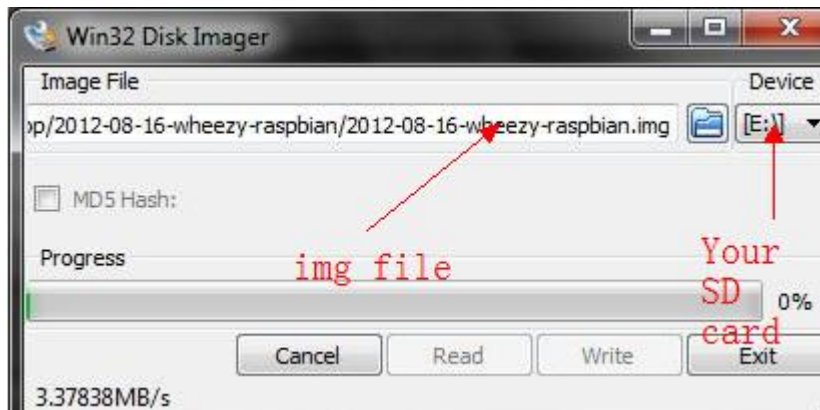 Win32 Disk Imager
Image File
Device
op/2012-08-16-wheezy-raspbian/2012-08-16-wheezy-raspbian.img
[E:\]
MD5 Hash:
Progress
img file
Your
SD
card
0%
Cancel
Read
Write
Exit
3.37838MB/s